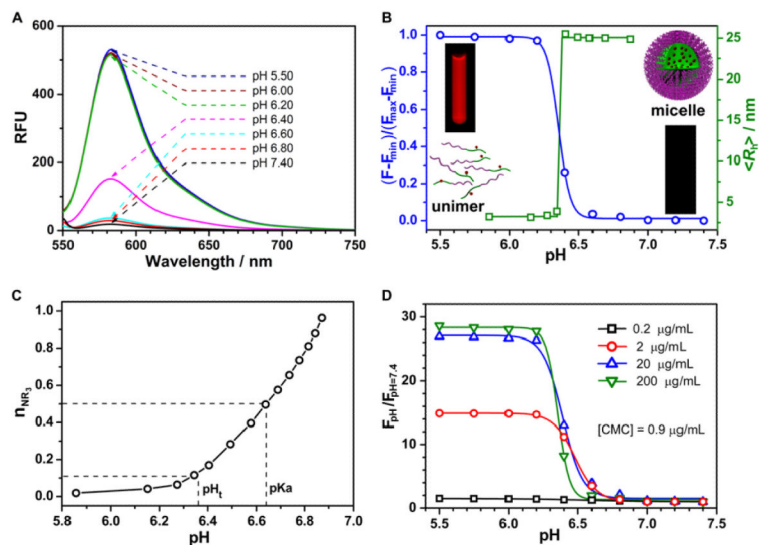 A
600
500
400
300
200
100
0
RFU
550
600
650
700
750
Wavelength / nm
pH 5.50
pH 6.00
pH 6.20
pH 6.40
pH 6.60
pH 6.80
pH 7.40
B
1.0
0.8
0.6
0.4
0.2
0.0
(F-Fmin)/(Fmax-Fmin)
unimer
micelle
25
20
15
10
5
<Rh> / nm
5.5
6.0
6.5
7.0
7.5
pH
C
1.0
0.8
0.6
0.4
0.2
0.0
nNR3
pHt
pKa
5.8
6.0
6.2
6.4
6.6
6.8
7.0
pH
D
30
20
10
0
FpH/FpH=7.4
0.2 µg/mL
2 µg/mL
20 µg/mL
200 µg/mL
[CMC] = 0.9 µg/mL
5.5
6.0
6.5
7.0
7.5
pH